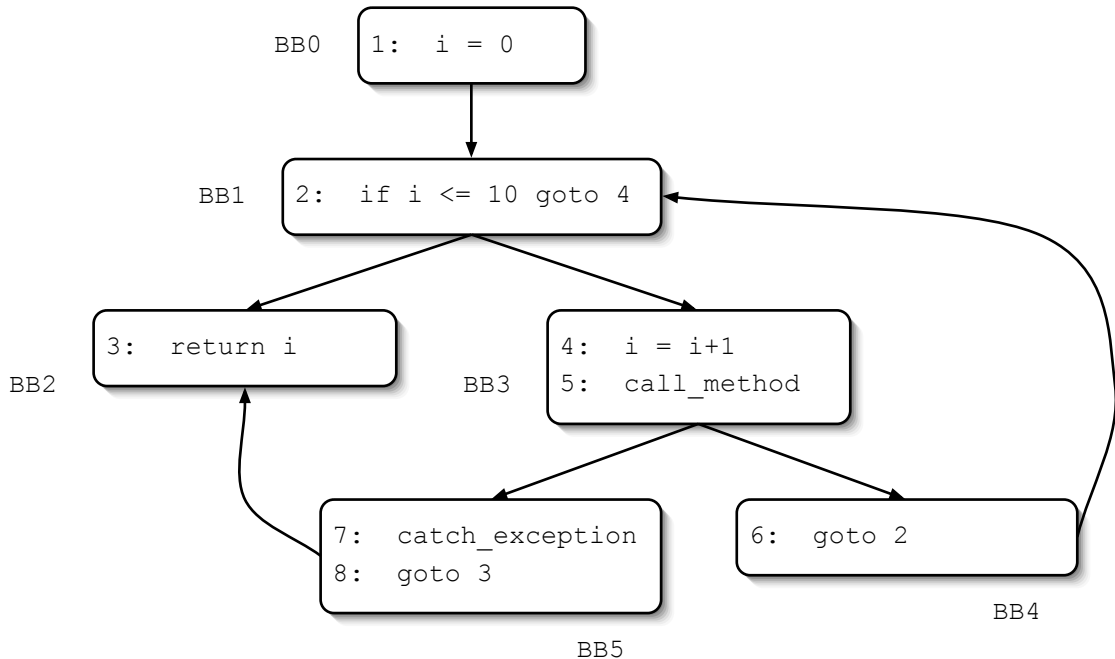 BB0
1: i = 0
BB1
2: if i <= 10 goto 4
3: return i
BB2
4: i = i+1
BB3
5: call_method
7: catch_exception
8: goto 3
6: goto 2
BB4
BB5